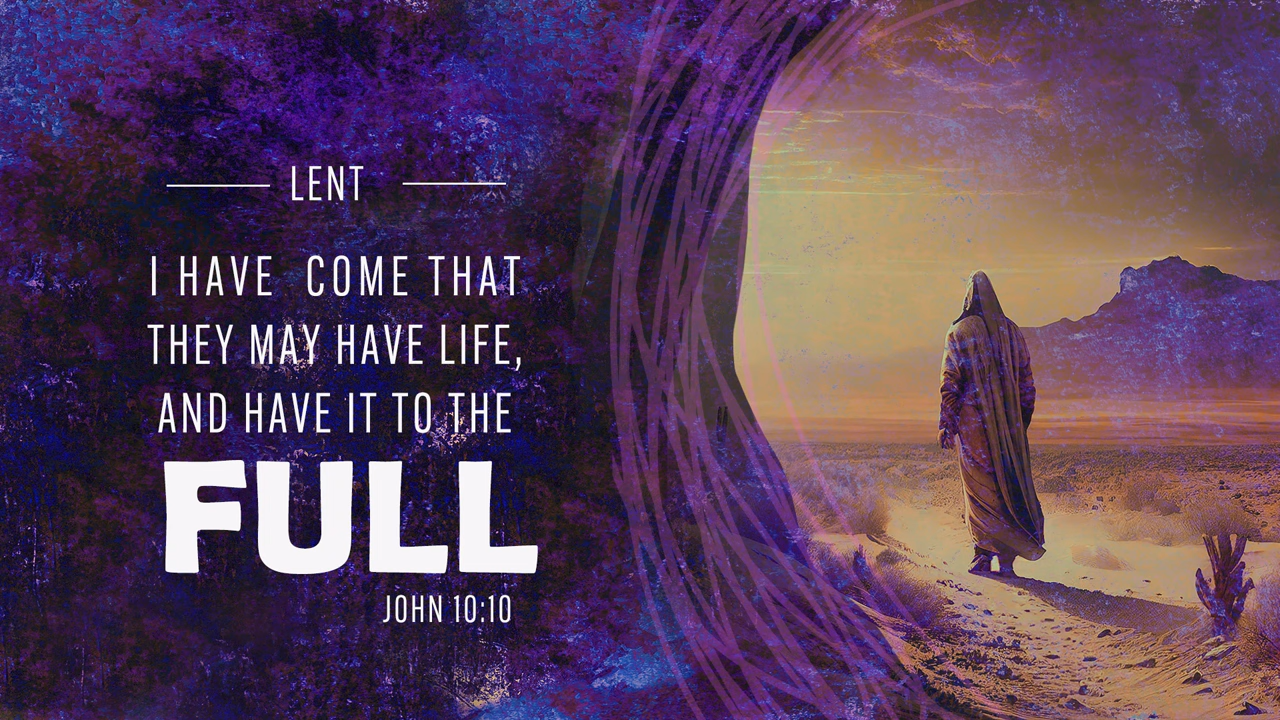 LENT
I HAVE COME THAT
THEY MAY HAVE LIFE,
AND HAVE IT TO THE
FULL
JOHN 10:10